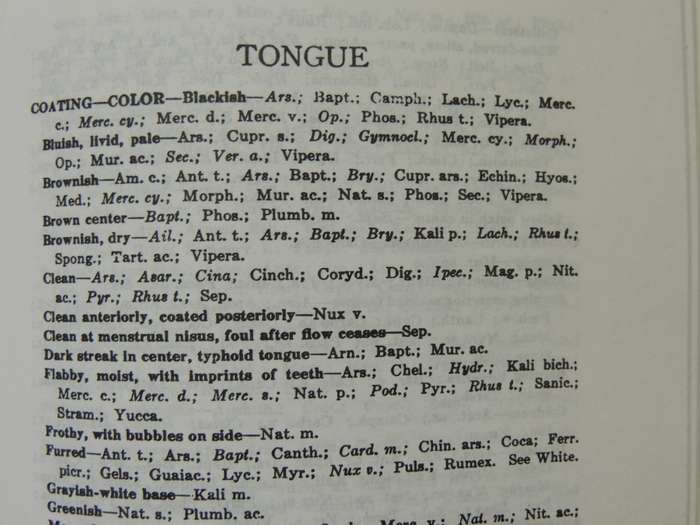 TONGUE
COATING—COLOR—Blackish—Ars.; Bapt.; Camph.; Lach.; Lyc.; Merc.
c.; Merc. cy.; Merc. d.; Merc. v.; Op.; Phos.; Rhus t.; Vipera.
Bluish, livid, pale—Ars.; Cupr. s.; Dig.; Gymnocl.; Merc. cy.; Morph.;
Op.; Mur. ac.; Sec.; Ver. a.; Vipera.
Brownish—Am. c.; Ant. t.; Ars.; Bapt.; Bry.; Cupr. ars.; Echin.; Hyos.;
Med.; Merc. cy.; Morph.; Mur. ac.; Nat. s.; Phos.; Sec.; Vipera.
Brown center—Bapt.; Phos.; Plumb. m.
Brownish, dry—Ail.; Ant. t.; Ars.; Bapt.; Bry.; Kali p.; Lach.; Rhus t.;
Spong.; Tart. ac.; Vipera.
Clean—Ars.; Asar.; Cina; Cinch.; Coryd.; Dig.; Ipec.; Mag. p.; Nit.
ac.; Pyr.; Rhus t.; Sep.
Clean anteriorly, coated posteriorly—Nux v.
Clean at menstrual nisus, foul after flow ceases—Sep.
Dark streak in center, typhoid tongue—Arn.; Bapt.; Mur. ac.
Flabby, moist, with imprints of teeth—Ars.; Chel.; Hydr.; Kali bich.;
Merc. c.; Merc. d.; Merc. s.; Nat. p.; Pod.; Pyr.; Rhus t.; Sanic.;
Stram.; Yucca.
Frothy, with bubbles on side—Nat. m.
Furred—Ant. t.; Ars.; Bapt.; Canth.; Card. m.; Chin. ars.; Coca; Ferr.
picr.; Gels.; Guaiac.; Lyc.; Myr.; Nux v.; Puls.; Rumex. See White.
Grayish-white base—Kali m.
Greenish—Nat. s.; Plumb. ac.
Merc. v.; Nat. m.; Nit. ac.;